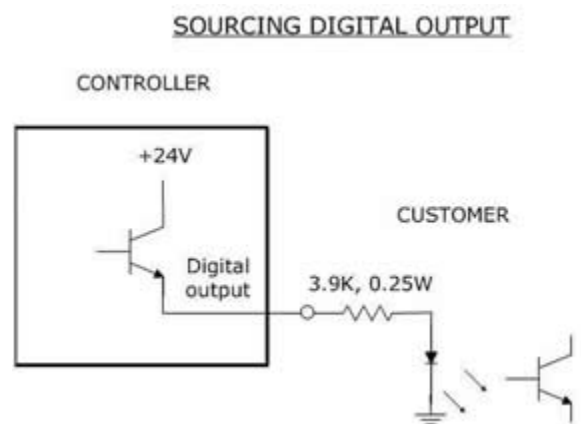 SOURCING DIGITAL OUTPUT
CONTROLLER
+24V
CUSTOMER
Digital
output
3.9K, 0.25W